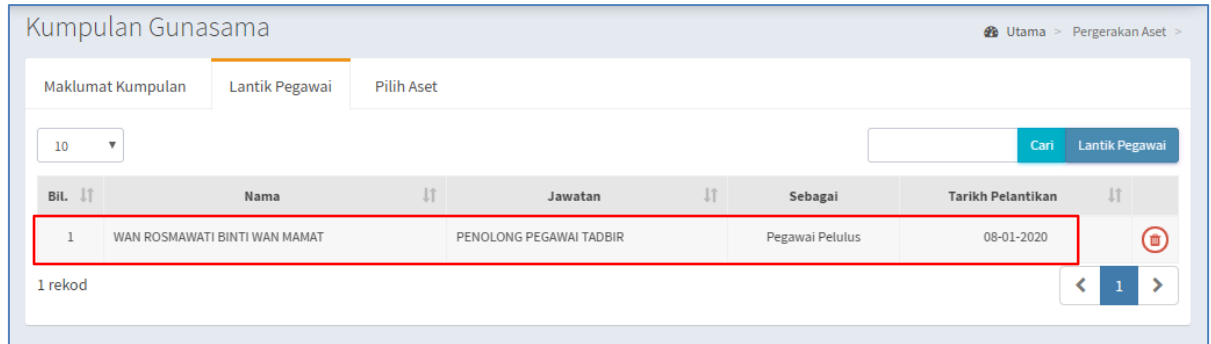 Kumpulan Gunasama
Utama > Pergerakan Aset >
Maklumat Kumpulan Lantik Pegawai Pilih Aset
10 Cari Lantik Pegawai
Bil. Nama Jawatan Sebagai Tarikh Pelantikan
1 WAN ROSMAWATI BINTI WAN MAMAT PENOLONG PEGAWAI TADBIR Pegawai Pelulus 08-01-2020
1 rekod 1